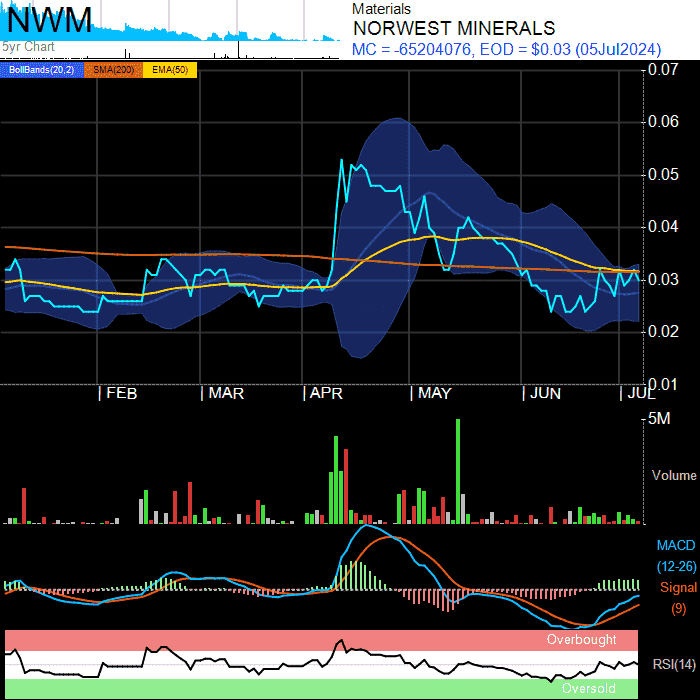 NWM
5yr Chart
Materials
NORWEST MINERALS
MC = -65204076, EOD = $0.03 (05Jul2024)
BollBands(20,2) SMA(200) EMA(50)
0.07
0.06
0.05
0.04
0.03
0.02
0.01
FEB MAR APR MAY JUN JUL
5M
Volume
MACD
(12-26)
Signal
(9)
Overbought
RSI(14)
Oversold